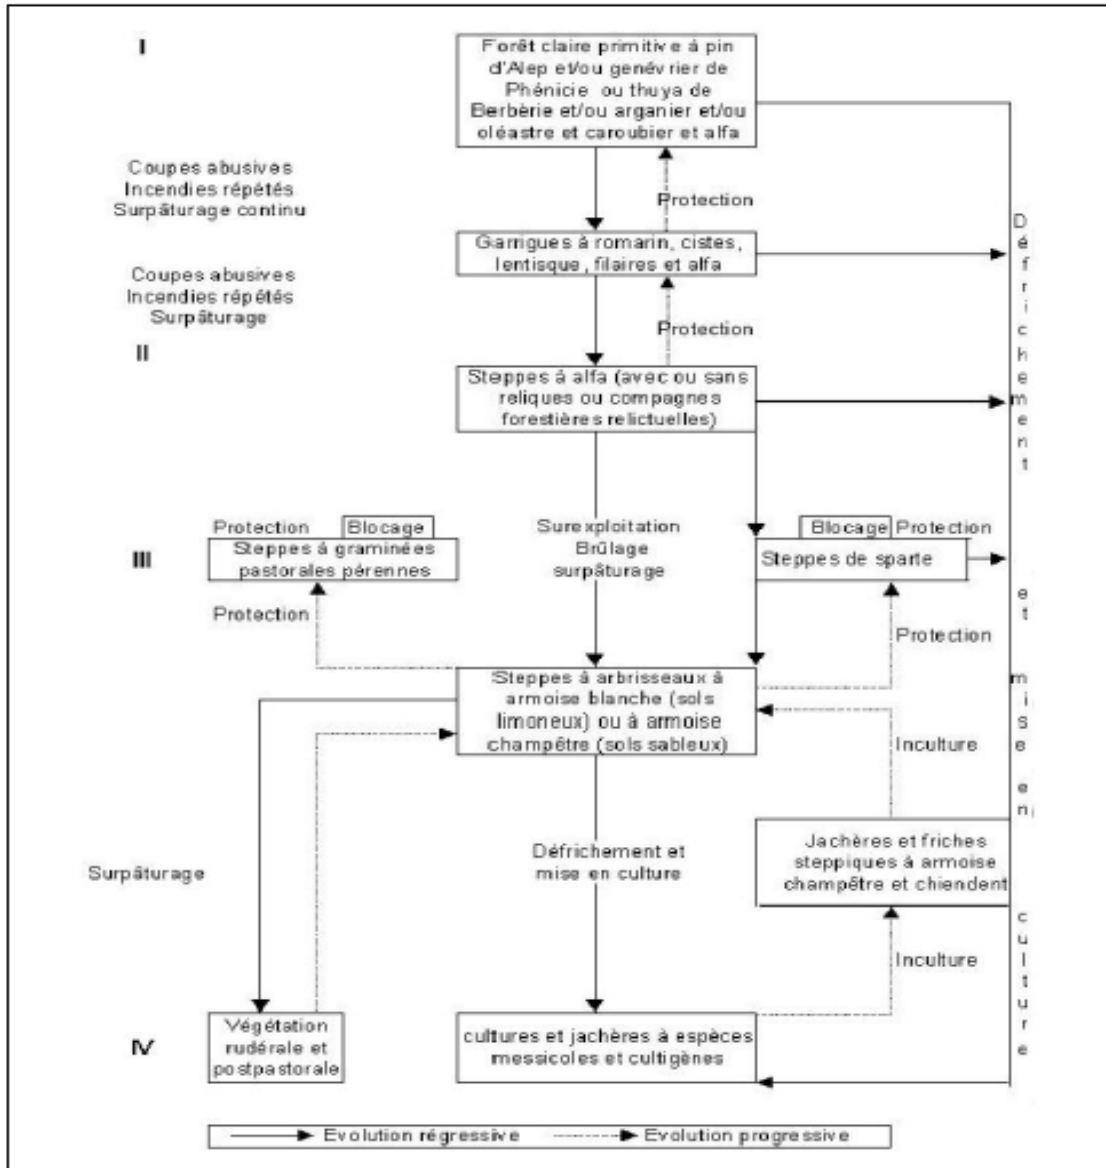 I
Forêt claire primitive à pin
d'Alep et/ou genévrier de
Phénicie ou thuya de
Berbèrie et/ou arganier et/ou
oléastre et caroubier et alfa
Coupes abusives
Incendies répétés
Surpâturage continu
Protection
Garrigues à romarin, cistes,
lentisque, filaires et alfa
Coupes abusives
Incendies répétés
Surpâturage
Protection
II
Steppes à alfa (avec ou sans
reliques ou compagnes
forestières relictuelles)
Protection
Blocage
Steppes à graminées
pastorales pérennes
Surexploitation
Brûlage
surpâturage
Blocage
Protection
Steppes de sparte
III
Protection
Protection
Steppes à arbrisseaux à
armoise blanche (sols
limoneux) ou à armoise
champêtre (sols sableux)
Inculture
Surpâturage
Défrichement et
mise en culture
Jachères et friches
steppiques à armoise
champêtre et chiendent
Inculture
IV
Végétation
rudérale et
postpastorale
cultures et jachères à espèces
messicoles et cultigènes
Défrichement et mise en culture
Evolution régressive
Evolution progressive